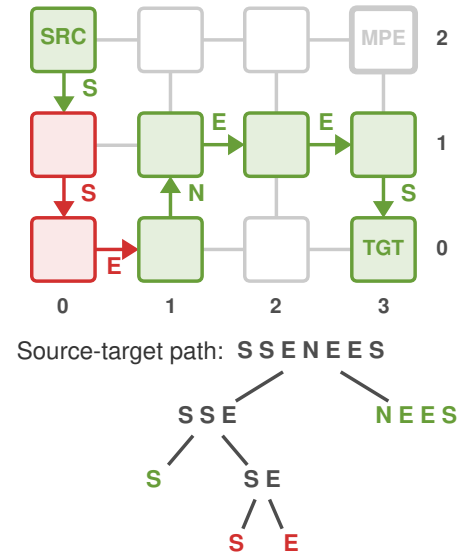 SRC MPE 2
S
E E 1
S N S
TGT 0
E
0 1 2 3
Source-target path: S S E N E E S
S S E N E E S
S S E
S E